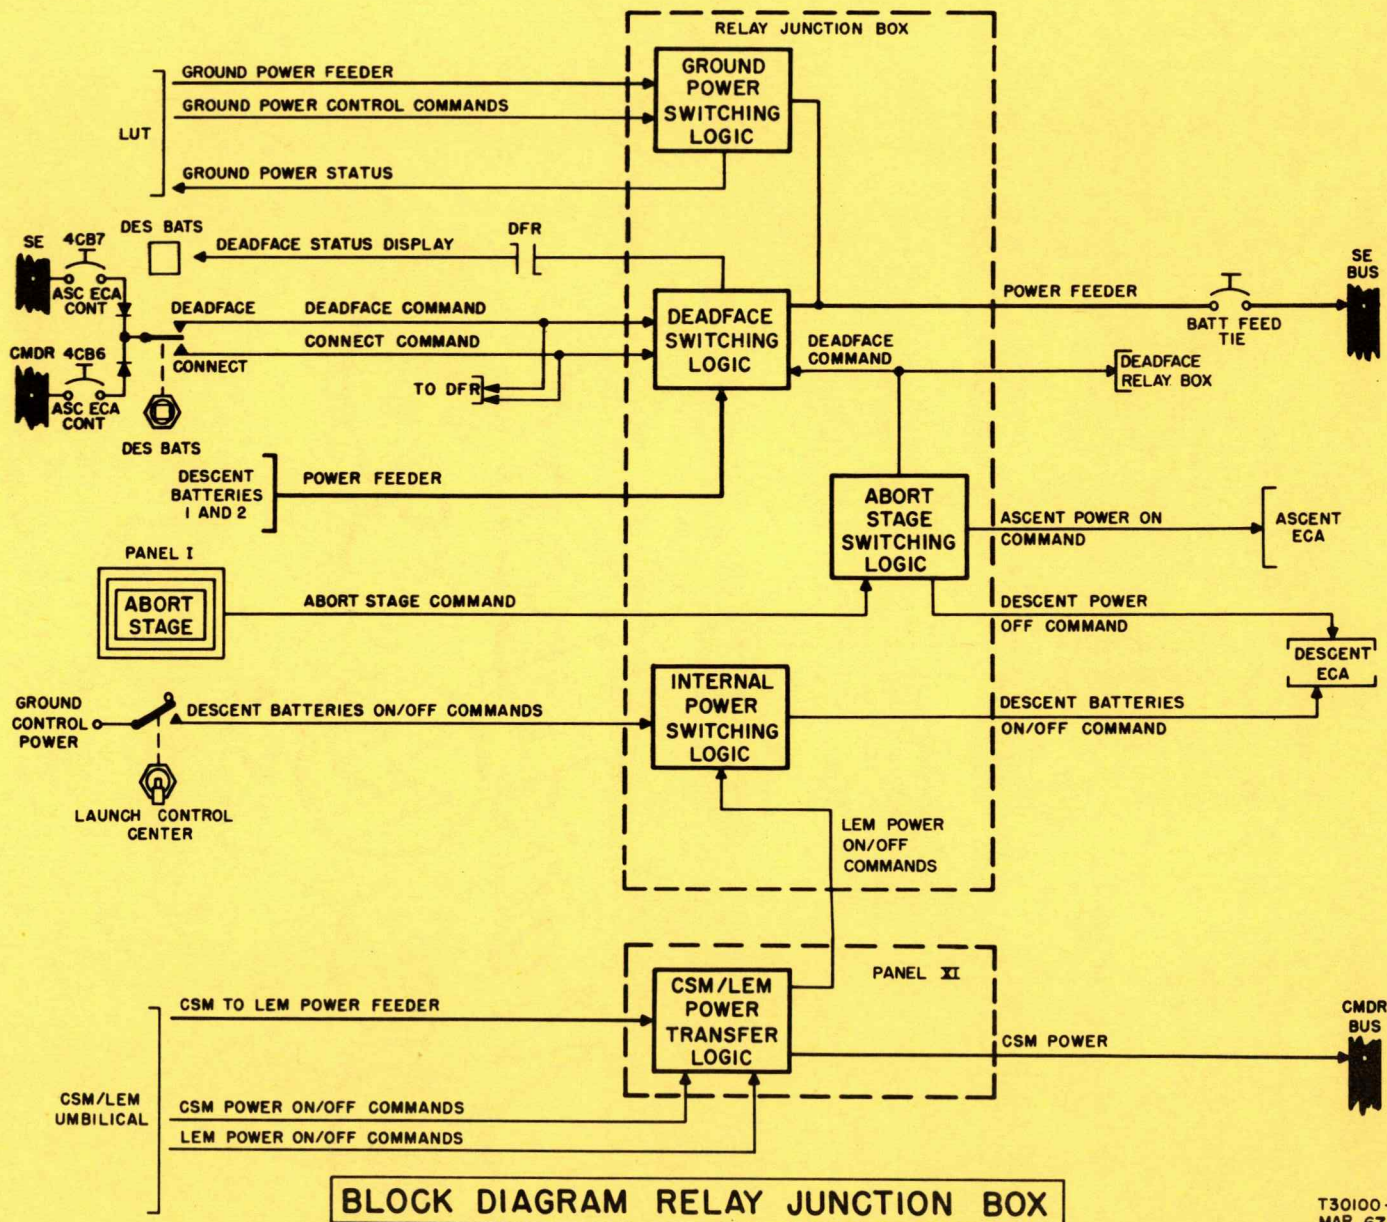 RELAY JUNCTION BOX
GROUND POWER FEEDER
GROUND POWER CONTROL COMMANDS
LUT
GROUND POWER STATUS
GROUND
POWER
SWITCHING
LOGIC
SE
4CB7
ASC ECA
CONT
DES BATS
DEADFACE STATUS DISPLAY
DFR
DEADFACE
DEADFACE COMMAND
CONNECT COMMAND
CONNECT
CMDR
4CB6
ASC ECA
CONT
DES BATS
TO DFR
DEADFACE
SWITCHING
LOGIC
DEADFACE
COMMAND
POWER FEEDER
BATT FEED
TIE
SE
BUS
DEADFACE
RELAY BOX
DESCENT
BATTERIES
1 AND 2
POWER FEEDER
ABORT
STAGE
SWITCHING
LOGIC
ASCENT POWER ON
COMMAND
ASCENT
ECA
PANEL I
ABORT
STAGE
ABORT STAGE COMMAND
DESCENT POWER
OFF COMMAND
DESCENT
ECA
GROUND
CONTROL
POWER
DESCENT BATTERIES ON/OFF COMMANDS
INTERNAL
POWER
SWITCHING
LOGIC
DESCENT BATTERIES
ON/OFF COMMAND
LAUNCH CONTROL
CENTER
LEM POWER
ON/OFF
COMMANDS
PANEL XI
CSM TO LEM POWER FEEDER
CSM/LEM
POWER
TRANSFER
LOGIC
CSM POWER
CMDR
BUS
CSM/LEM
UMBILICAL
CSM POWER ON/OFF COMMANDS
LEM POWER ON/OFF COMMANDS
BLOCK DIAGRAM RELAY JUNCTION BOX
T30100-
MAR 67